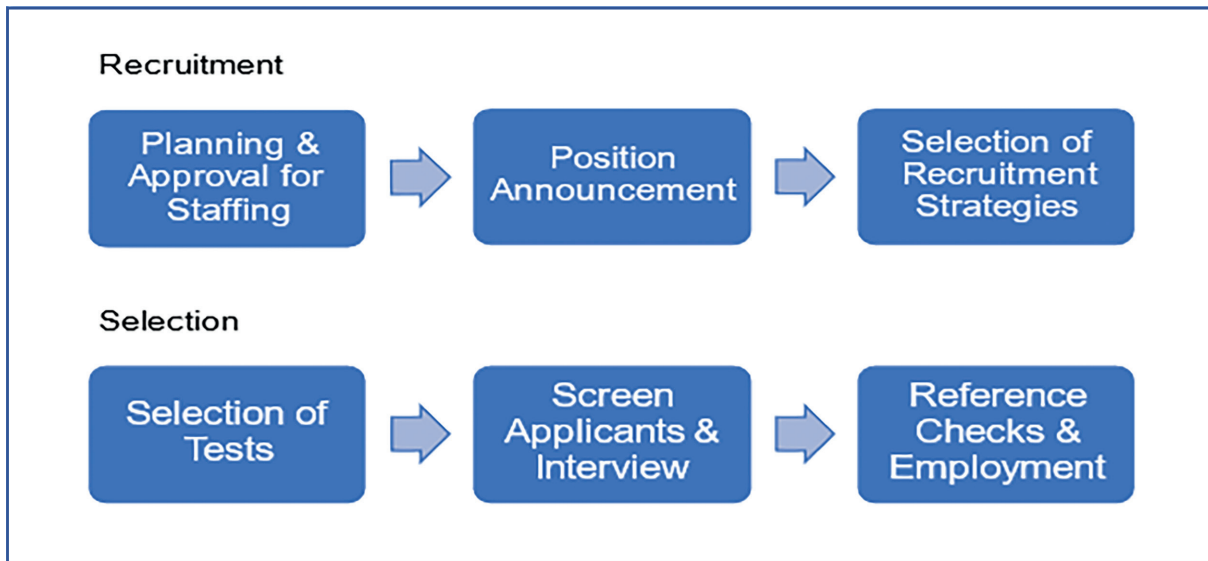 Recruitment
Planning &
Approval for
Staffing
Position
Announcement
Selection of
Recruitment
Strategies
Selection
Selection of
Tests
Screen
Applicants &
Interview
Reference
Checks &
Employment